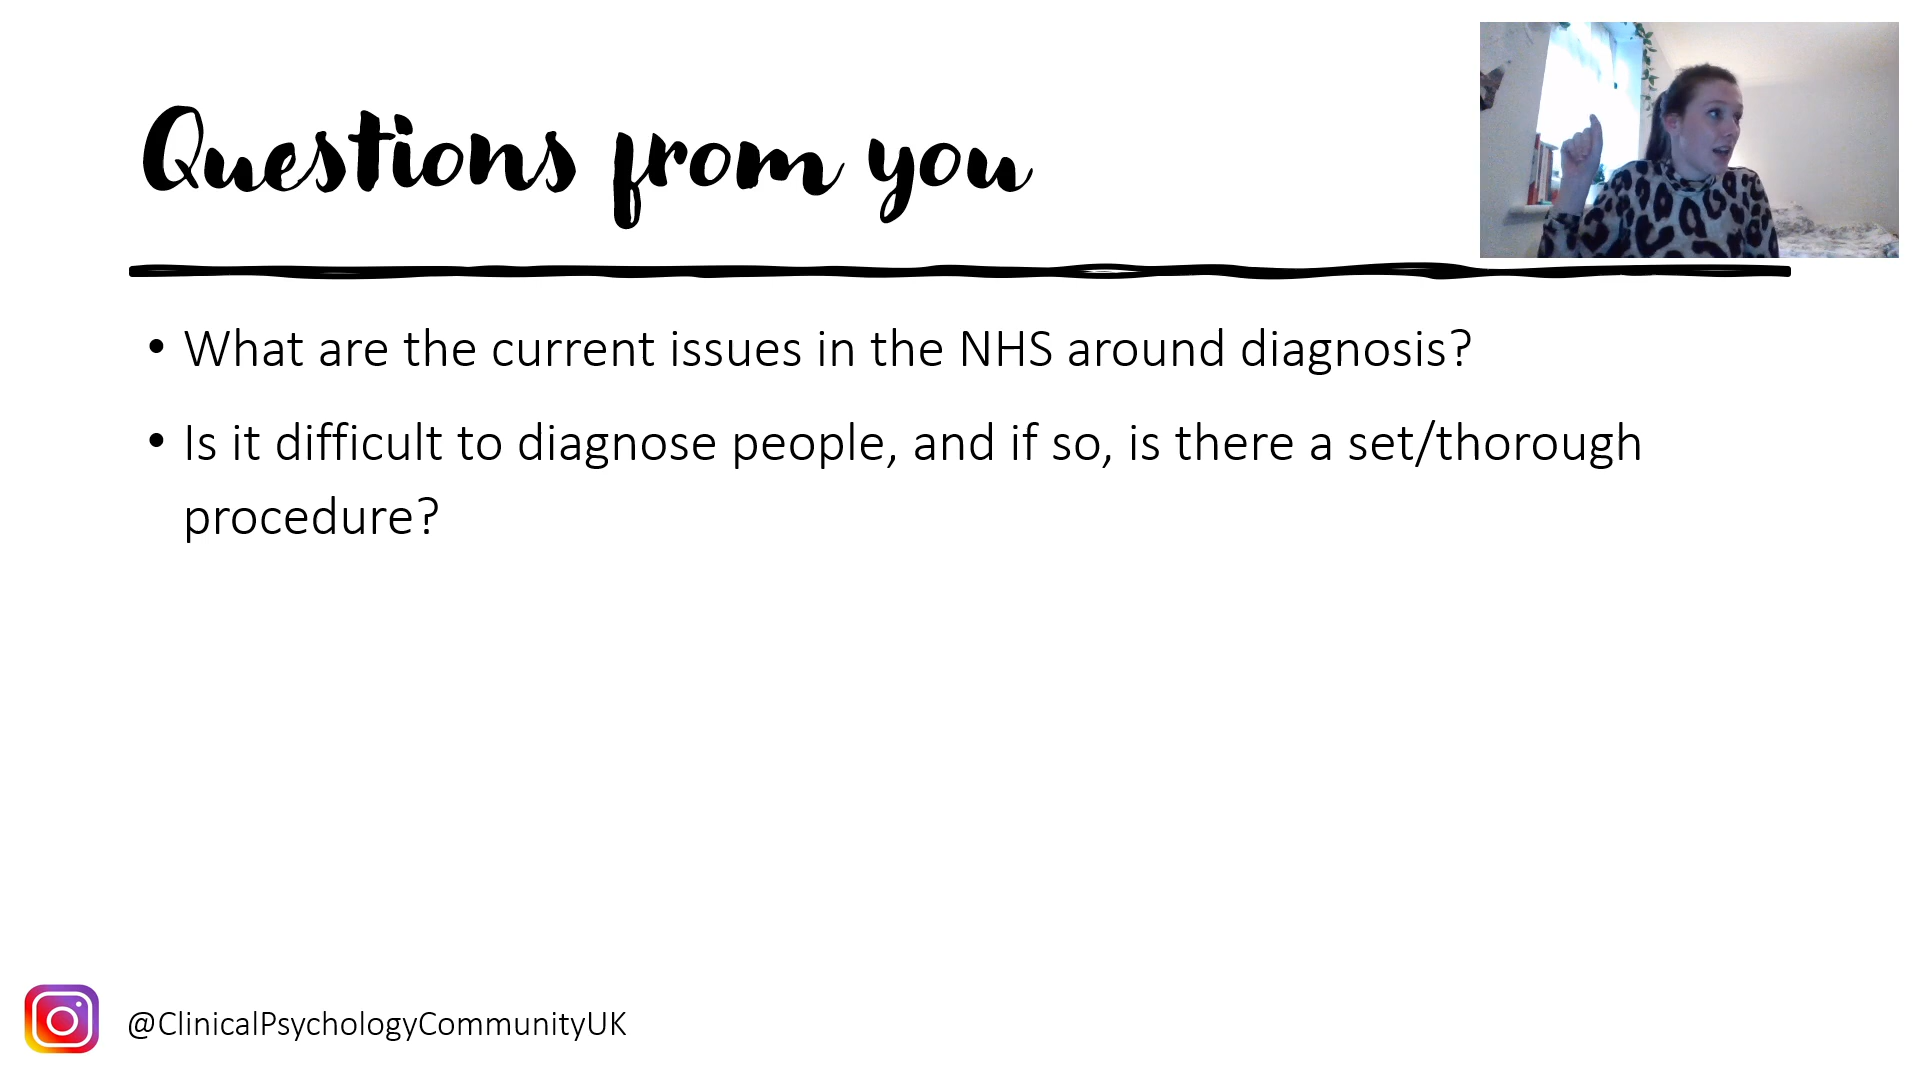 Questions from you
• What are the current issues in the NHS around diagnosis?
• Is it difficult to diagnose people, and if so, is there a set/thorough
procedure?
@ClinicalPsychologyCommunityUK